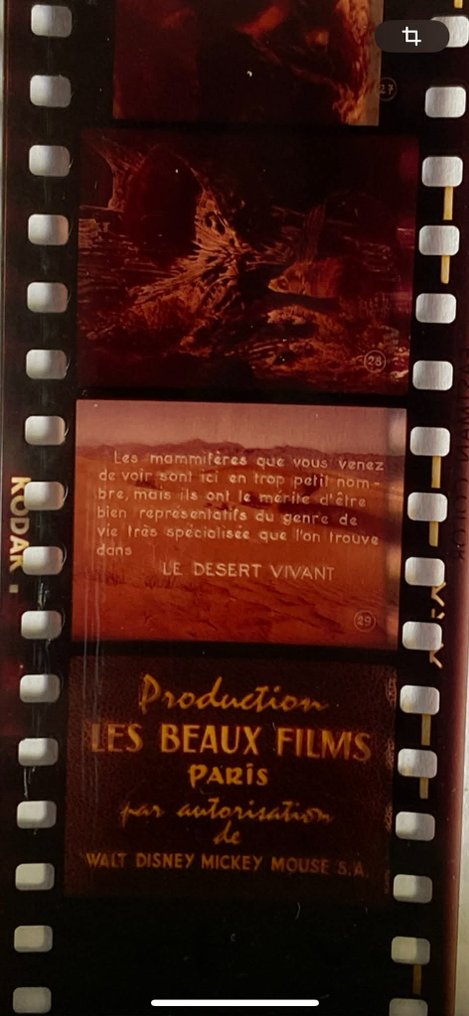 27
28
Les mammifères que vous venez
de voir sont ici en trop petit nom-
bre, mais ils ont le mérite d'être
bien représentatifs du genre de
vie très spécialisée que l'on trouve
dans
LE DESERT VIVANT
29
KODAK.
Production
LES BEAUX FILMS
PARIS
par autorisation
de
WALT DISNEY MICKEY MOUSE S.A.